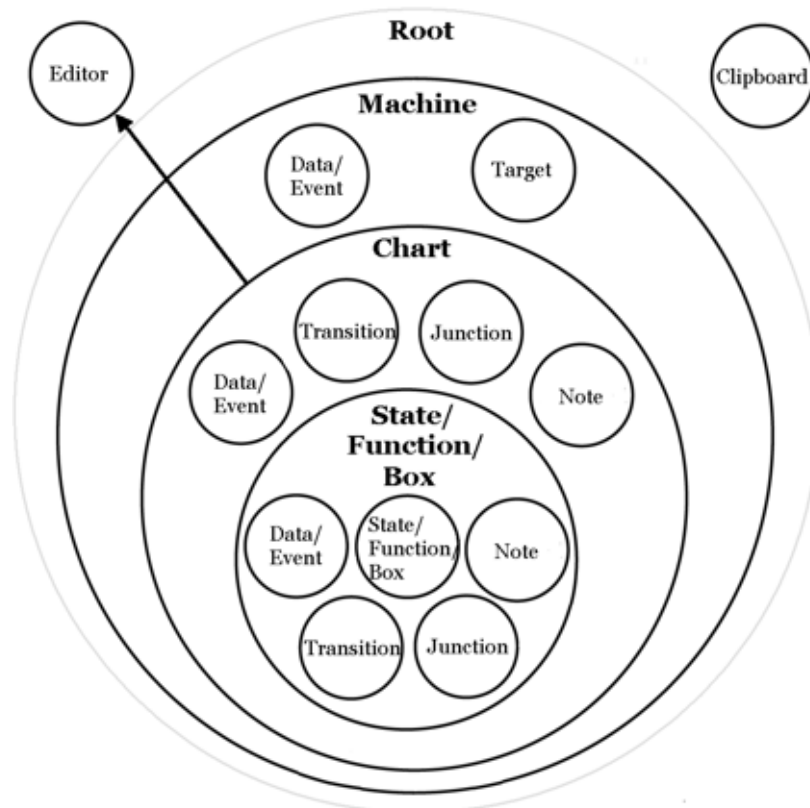 Root
Editor
Clipboard
Machine
Data/
Event
Target
Chart
Transition
Junction
Data/
Event
Note
State/
Function/
Box
Data/
Event
State/
Function/
Box
Note
Transition
Junction